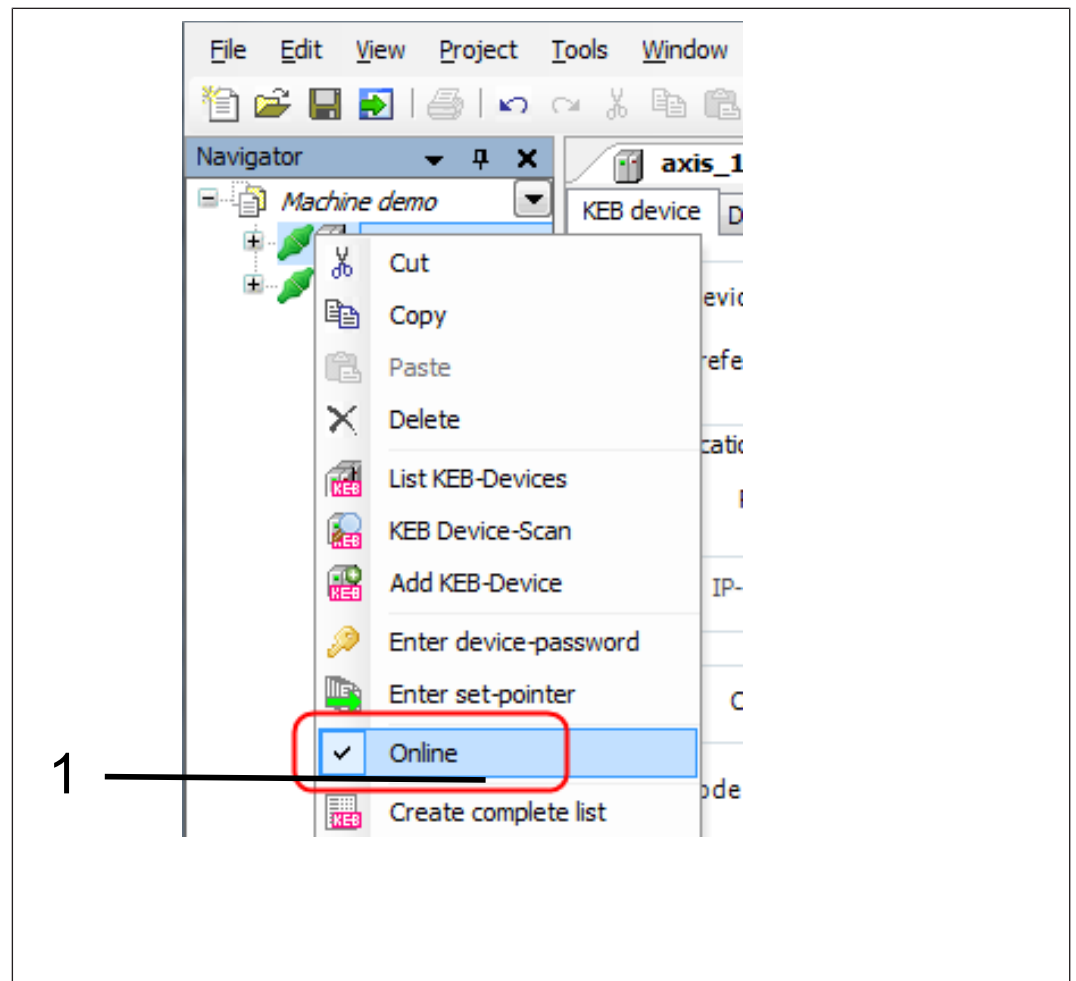 File Edit View Project Tools Window
Navigator
axis_1
Machine demo
KEB device D
Cut
Copy
Paste
Delete
List KEB-Devices
KEB Device-Scan
Add KEB-Device
IP-
Enter device-password
Enter set-pointer
1
Online
Create complete list